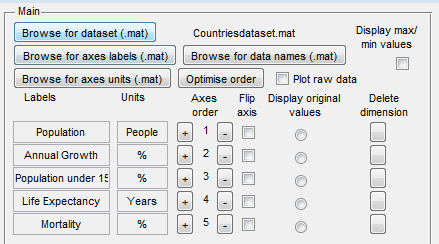 Main
Browse for dataset (.mat) Countriesdataset.mat Display max/
min values
Browse for axes labels (.mat) Browse for data names (.mat)
Browse for axes units (.mat) Optimise order Plot raw data
Labels Units Axes order Flip axis Display original values Delete dimension
Population People + 1 -
Annual Growth % + 2 -
Population under 15 % + 3 -
Life Expectancy Years + 4 -
Mortality % + 5 -